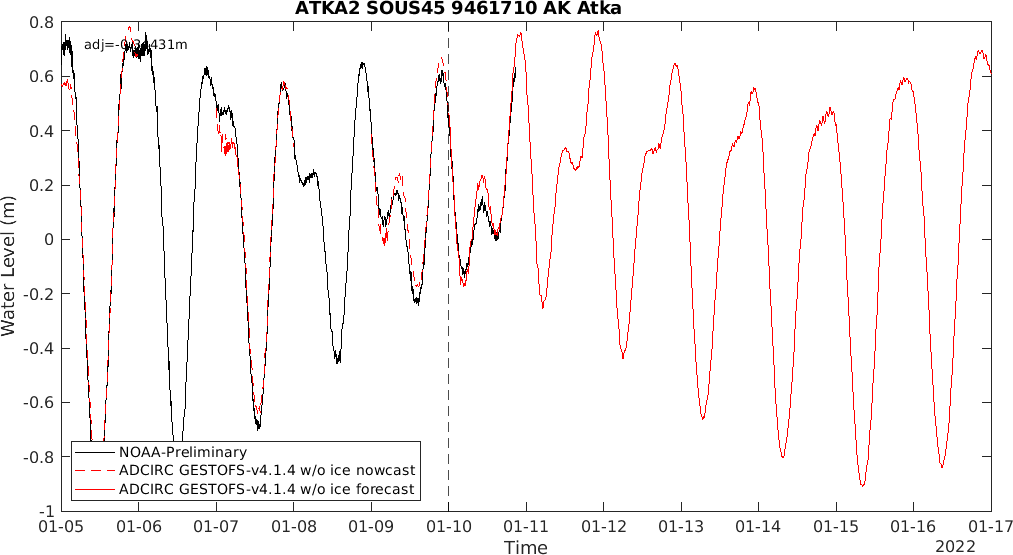 ATKA2 SOUS45 9461710 AK Atka
0.8
0.6
0.4
0.2
0
-0.2
-0.4
-0.6
-0.8
-1
Water Level (m)
NOAA-Preliminary
ADCIRC GESTOFS-v4.1.4 w/o ice nowcast
ADCIRC GESTOFS-v4.1.4 w/o ice forecast
01-05 01-06 01-07 01-08 01-09 01-10 01-11 01-12 01-13 01-14 01-15 01-16 01-17
Time
2022